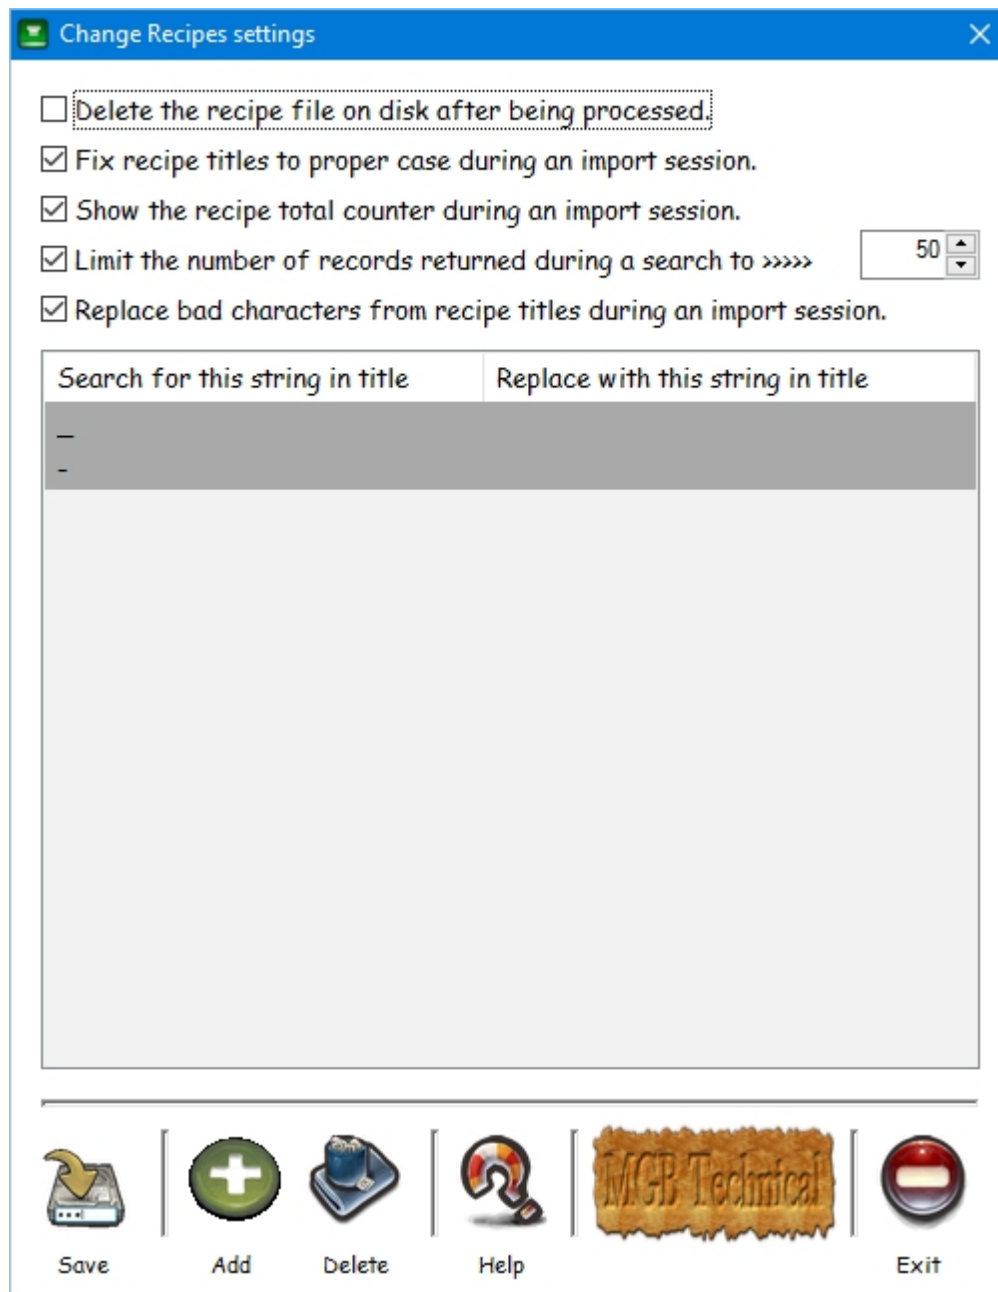 Change Recipes settings
Delete the recipe file on disk after being processed.
Fix recipe titles to proper case during an import session.
Show the recipe total counter during an import session.
Limit the number of records returned during a search to >>>>> 50
Replace bad characters from recipe titles during an import session.
Search for this string in title Replace with this string in title
_
-
MGB Technical
Save Add Delete Help Exit